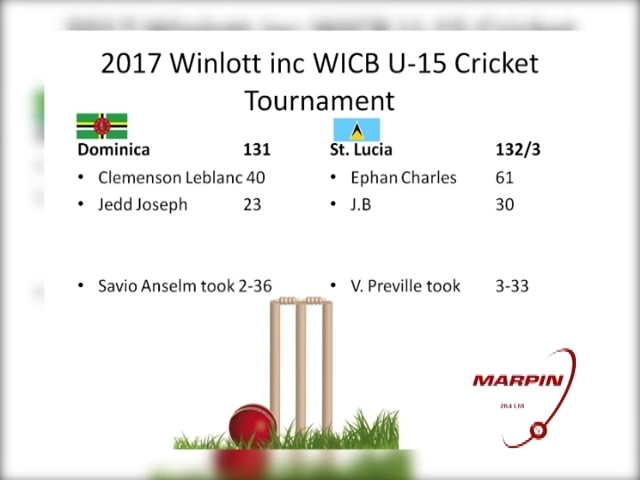 2017 Winlott inc WICB U-15 Cricket
Tournament
Dominica 131
• Clemenson Leblanc 40
• Jedd Joseph 23
• Savio Anselm took 2-36
St. Lucia 132/3
• Ephan Charles 61
• J.B 30
• V. Preville took 3-33
MARPIN